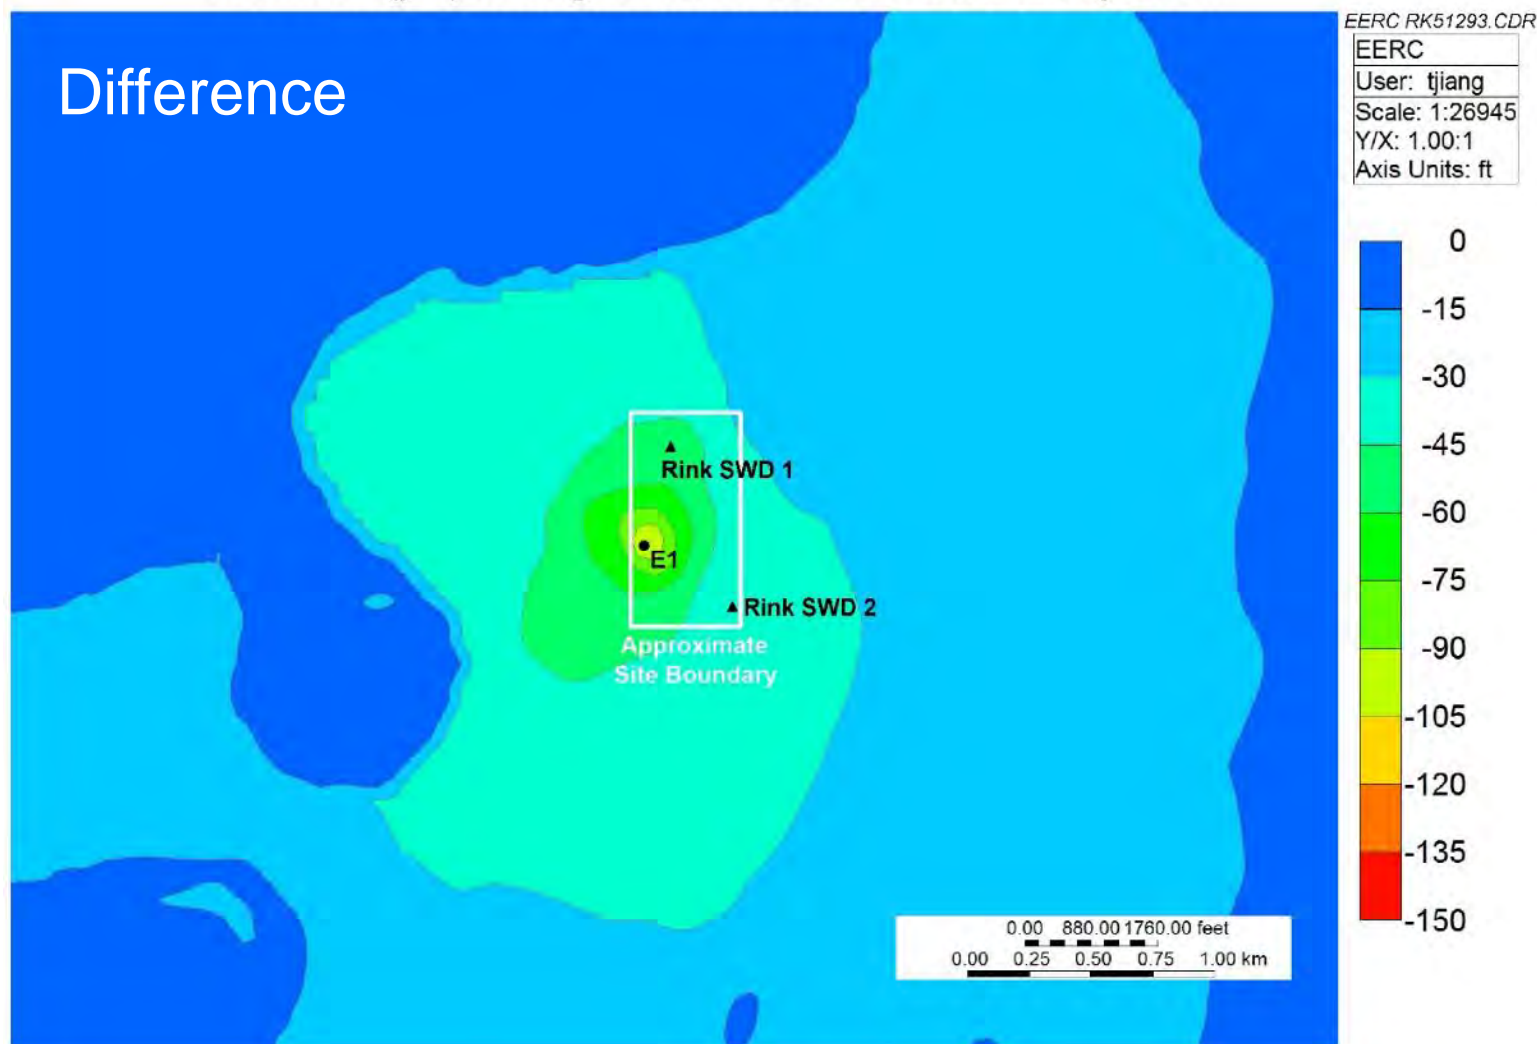 EERC RK51293.CDR
Difference
EERC
User: tjiang
Scale: 1:26945
Y/X: 1.00:1
Axis Units: ft
0
-15
-30
-45
-60
-75
-90
-105
-120
-135
-150
Rink SWD 1
E1
Rink SWD 2
Approximate
Site Boundary
0.00 880.00 1760.00 feet
0.00 0.25 0.50 0.75 1.00 km